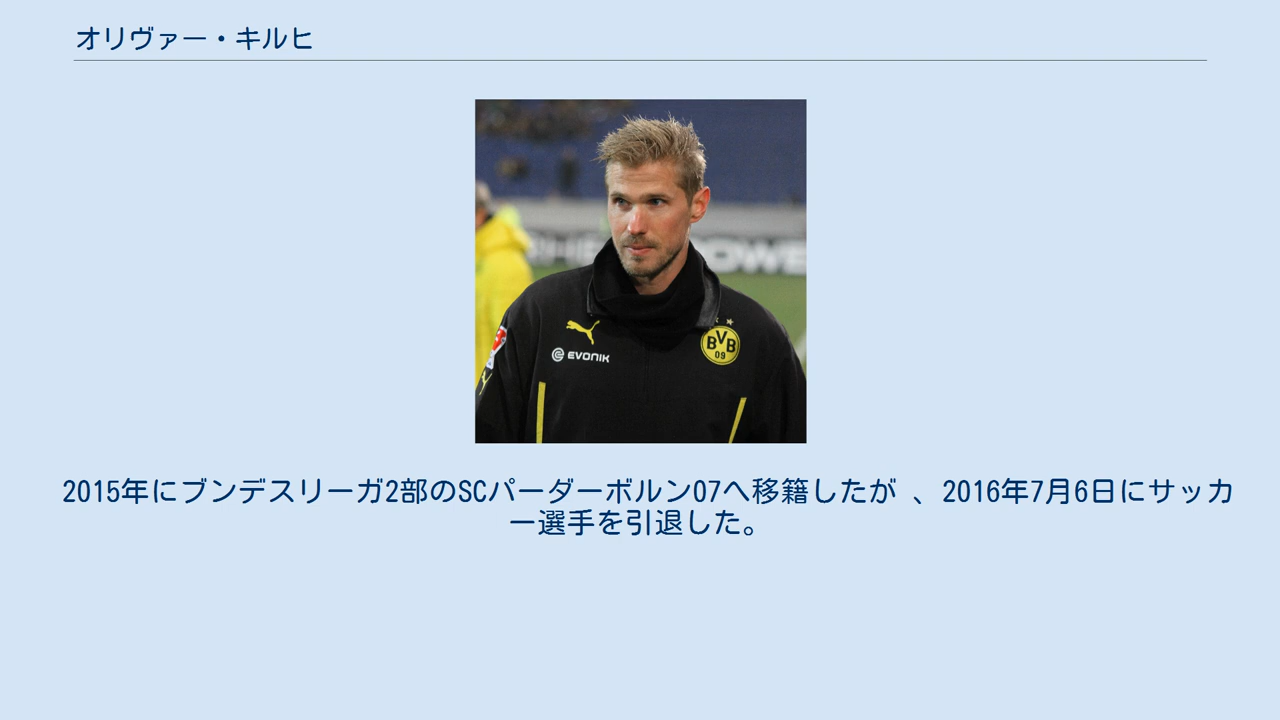 オリヴァー・キルヒ
EVONIK
BVB
09
2015年にブンデスリーガ2部のSCパーダーボルン07へ移籍したが 、2016年7月6日にサッカ
ー選手を引退した。